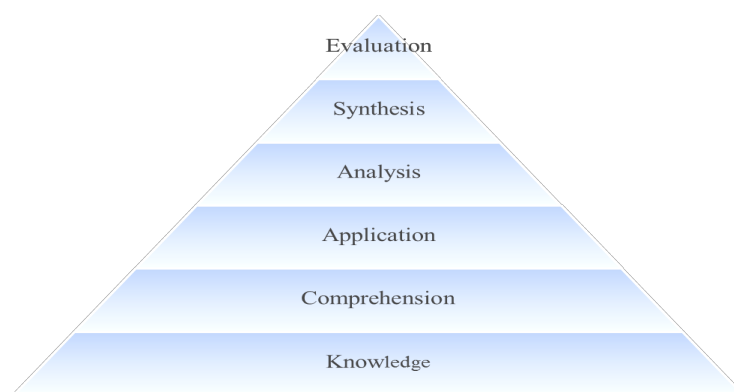 Evaluation
Synthesis
Analysis
Application
Comprehension
Knowledge